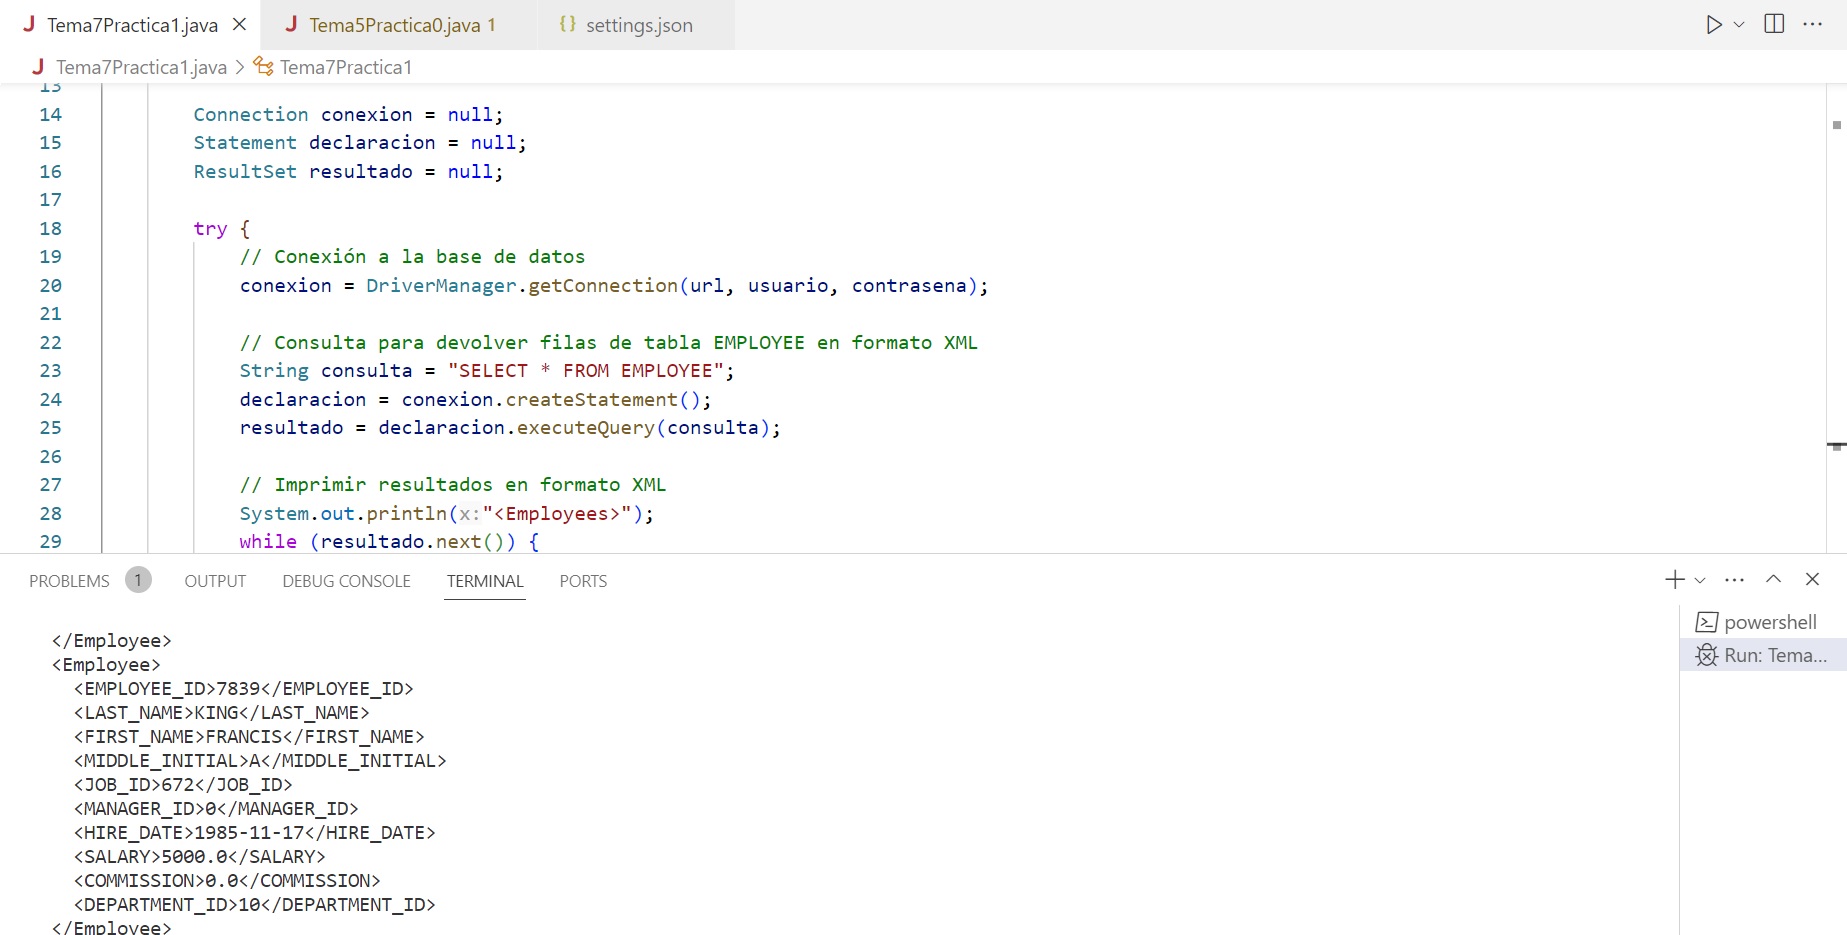 Tema7Practica1.java
Tema5Practica0.java 1
{} settings.json
Tema7Practica1.java > Tema7Practica1
13
14 Connection conexion = null;
15 Statement declaracion = null;
16 ResultSet resultado = null;
17
18 try {
19 // Conexión a la base de datos
20 conexion = DriverManager.getConnection(url, usuario, contrasena);
21
22 // Consulta para devolver filas de tabla EMPLOYEE en formato XML
23 String consulta = "SELECT * FROM EMPLOYEE";
24 declaracion = conexion.createStatement();
25 resultado = declaracion.executeQuery(consulta);
26
27 // Imprimir resultados en formato XML
28 System.out.println(x:"<Employees>");
29 while (resultado.next()) {
PROBLEMS 1 OUTPUT DEBUG CONSOLE TERMINAL PORTS
</Employee>
<Employee>
<EMPLOYEE_ID>7839</EMPLOYEE_ID>
<LAST_NAME>KING</LAST_NAME>
<FIRST_NAME>FRANCIS</FIRST_NAME>
<MIDDLE_INITIAL>A</MIDDLE_INITIAL>
<JOB_ID>672</JOB_ID>
<MANAGER_ID>0</MANAGER_ID>
<HIRE_DATE>1985-11-17</HIRE_DATE>
<SALARY>5000.0</SALARY>
<COMMISSION>0.0</COMMISSION>
<DEPARTMENT_ID>10</DEPARTMENT_ID>
</Employee>
powershell
Run: Tema...